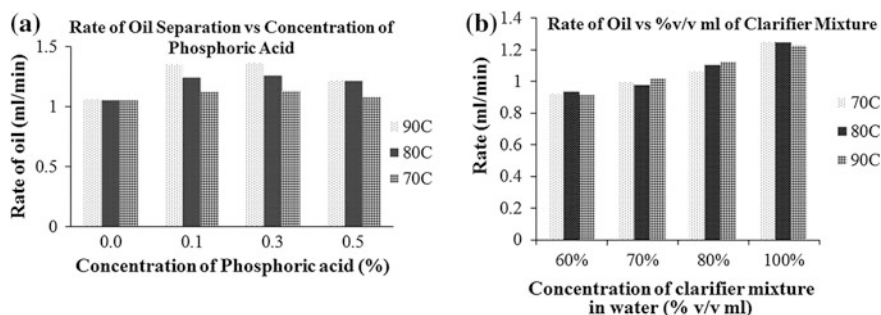 (a)
Rate of Oil Separation vs Concentration of
Phosphoric Acid
Rate of oil (ml/min)
1.5
1
0.5
0
90C
80C
70C
0.0 0.1 0.3 0.5
Concentration of Phosphoric acid (%)
(b)
Rate of Oil vs %v/v ml of Clarifier Mixture
Rate (ml/min)
1.4
1.2
1
0.8
0.6
0.4
0.2
0
70C
80C
90C
60% 70% 80% 100%
Concentration of clarifier mixture
in water (% v/v ml)